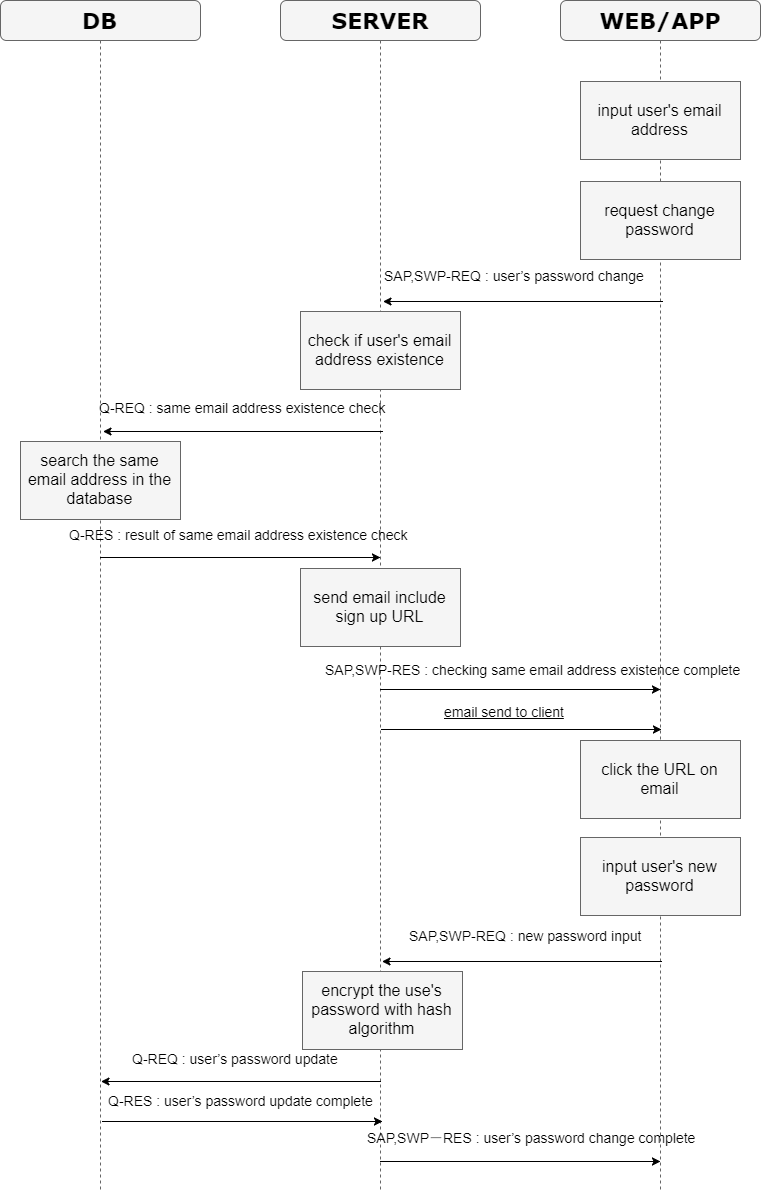 DB
SERVER
WEB/APP
input user's email
address
request change
password
SAP,SWP-REQ : user's password change
check if user's email
address existence
Q-REQ : same email address existence check
search the same
email address in the
database
Q-RES : result of same email address existence check
send email include
sign up URL
SAP,SWP-RES : checking same email address existence complete
email send to client
click the URL on
email
input user's new
password
SAP,SWP-REQ : new password input
encrypt the use's
password with hash
algorithm
Q-REQ : user's password update
Q-RES : user's password update complete
SAP,SWP－RES : user's password change complete